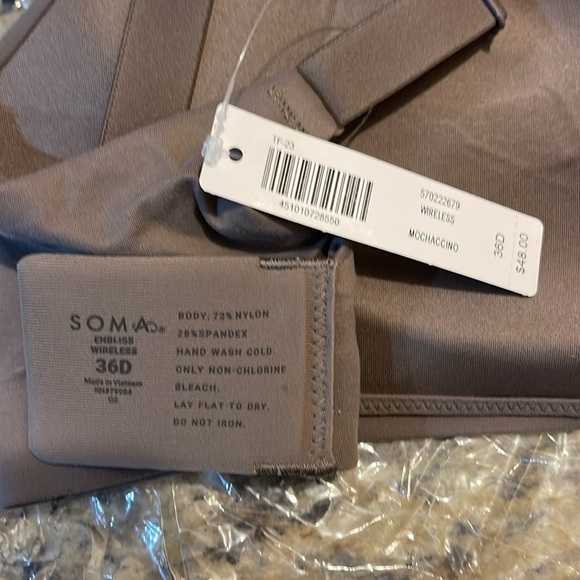 TF-23
451010728550
570222679
WIRELESS
MOCHACCINO
36D
$48.00
SOMA®
ENBLISS
WIRELESS
36D
Made in Vietnam
BODY: 72% NYLON
28% SPANDEX
HAND WASH COLD.
ONLY NON-CHLORINE
BLEACH.
LAY FLAT TO DRY.
DO NOT IRON.